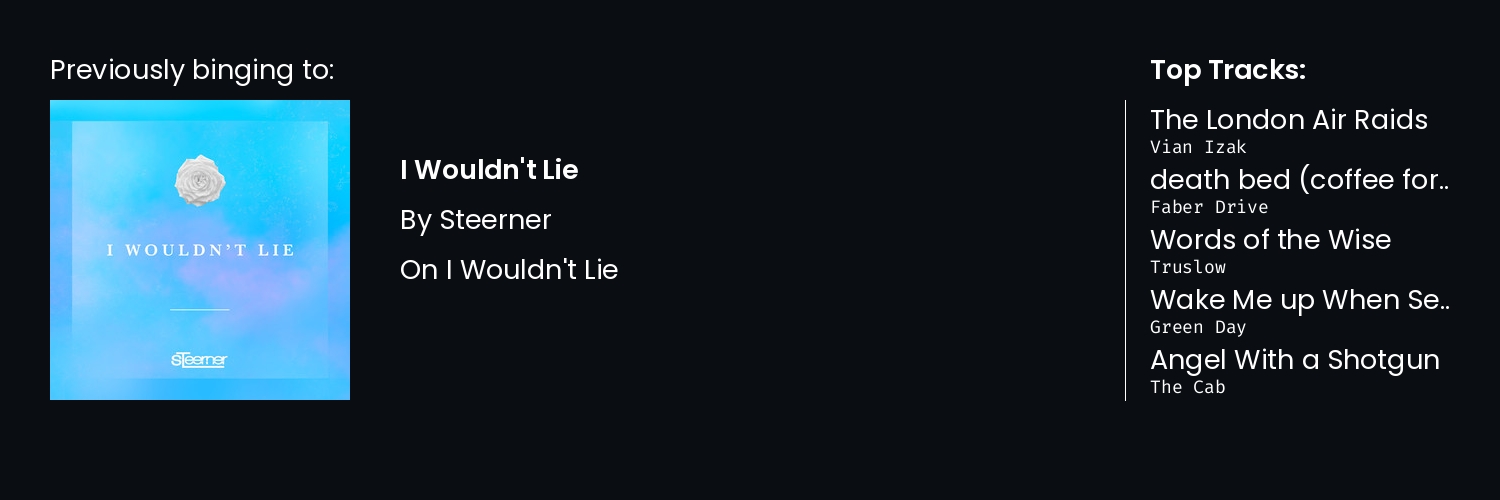 Previously binging to:
I WOULDN'T LIE
STeerner
I Wouldn't Lie
By Steerner
On I Wouldn't Lie
Top Tracks:
The London Air Raids
Vian Izak
death bed (coffee for..
Faber Drive
Words of the Wise
Truslow
Wake Me up When Se..
Green Day
Angel With a Shotgun
The Cab